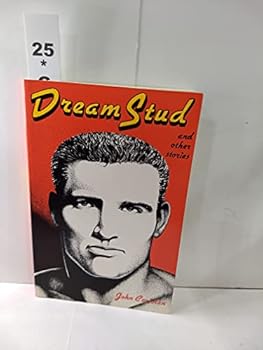 25
*
Dream Stud
and
other
stories
John